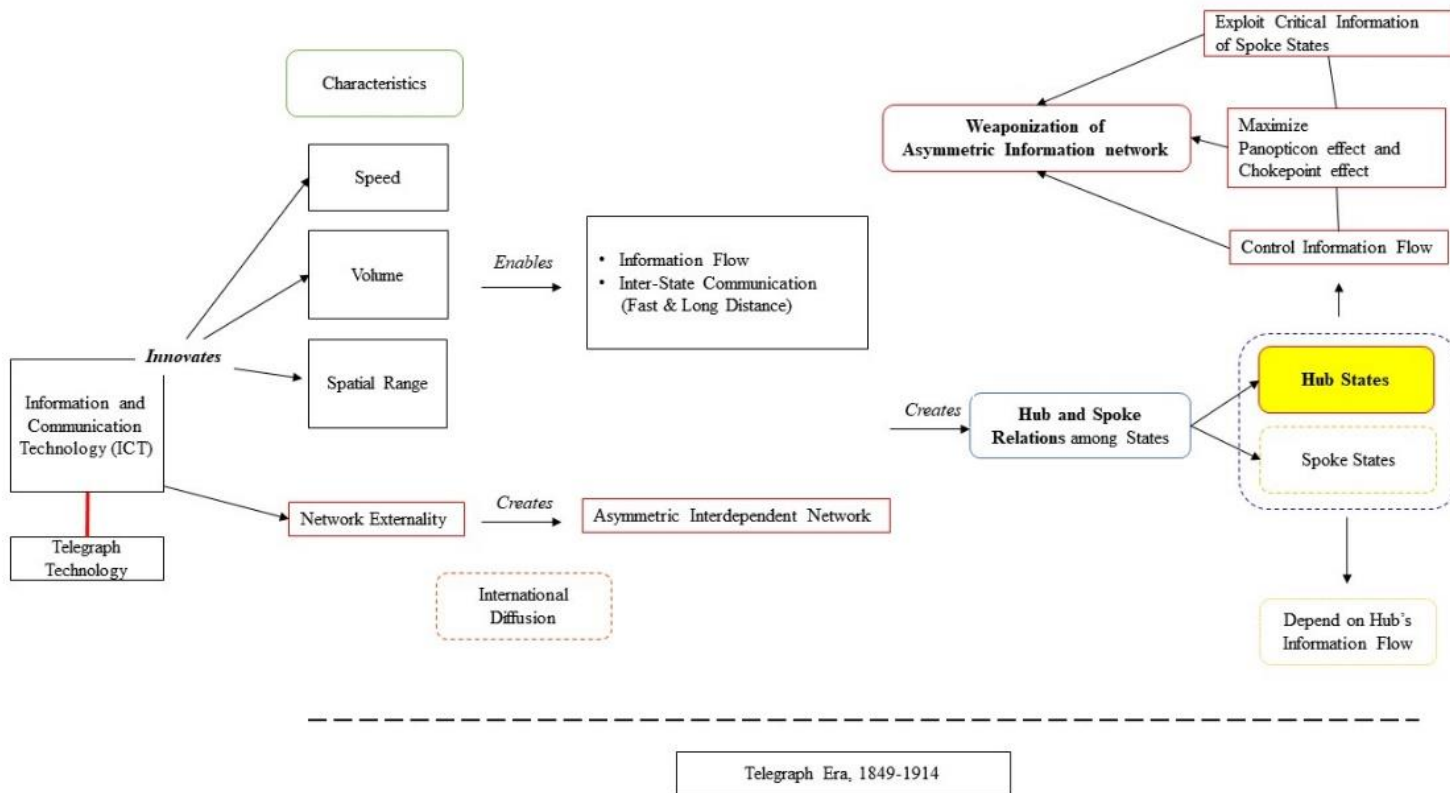 Characteristics
Speed
Volume
Spatial Range
Innovates
Information and
Communication
Technology (ICT)
Telegraph
Technology
Enables
• Information Flow
• Inter-State Communication
(Fast & Long Distance)
Network Externality
Creates
Asymmetric Interdependent Network
International
Diffusion
Creates
Hub and Spoke
Relations among States
Hub States
Spoke States
Depend on Hub's
Information Flow
Control Information Flow
Maximize
Panopticon effect and
Chokepoint effect
Exploit Critical Information
of Spoke States
Weaponization of
Asymmetric Information network
Telegraph Era, 1849-1914